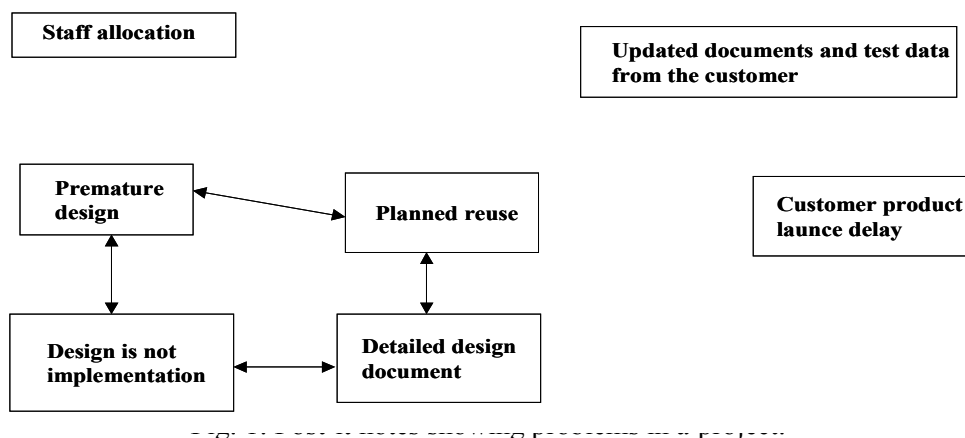 Staff allocation
Updated documents and test data
from the customer
Premature
design
Planned reuse
Customer product
launce delay
Design is not
implementation
Detailed design
document